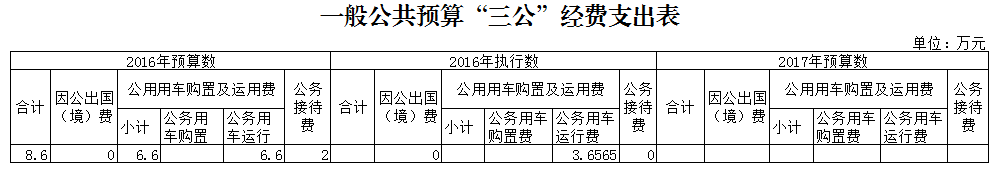 一般公共预算“三公”经费支出表
单位：万元
2016年预算数 2016年执行数 2017年预算数
合计 因公出国（境）费 公用用车购置及运用费 公务接待费 合计 因公出国（境）费 公用用车购置及运用费 公务接待费 合计 因公出国（境）费 公用用车购置及运用费 公务接待费
小计 公务用车购置 公务用车运行 小计 公务用车购置费 公务用车运行费 小计 公务用车购置费 公务用车运行费
8.6 0 6.6 6.6 2 0 3.6565 0